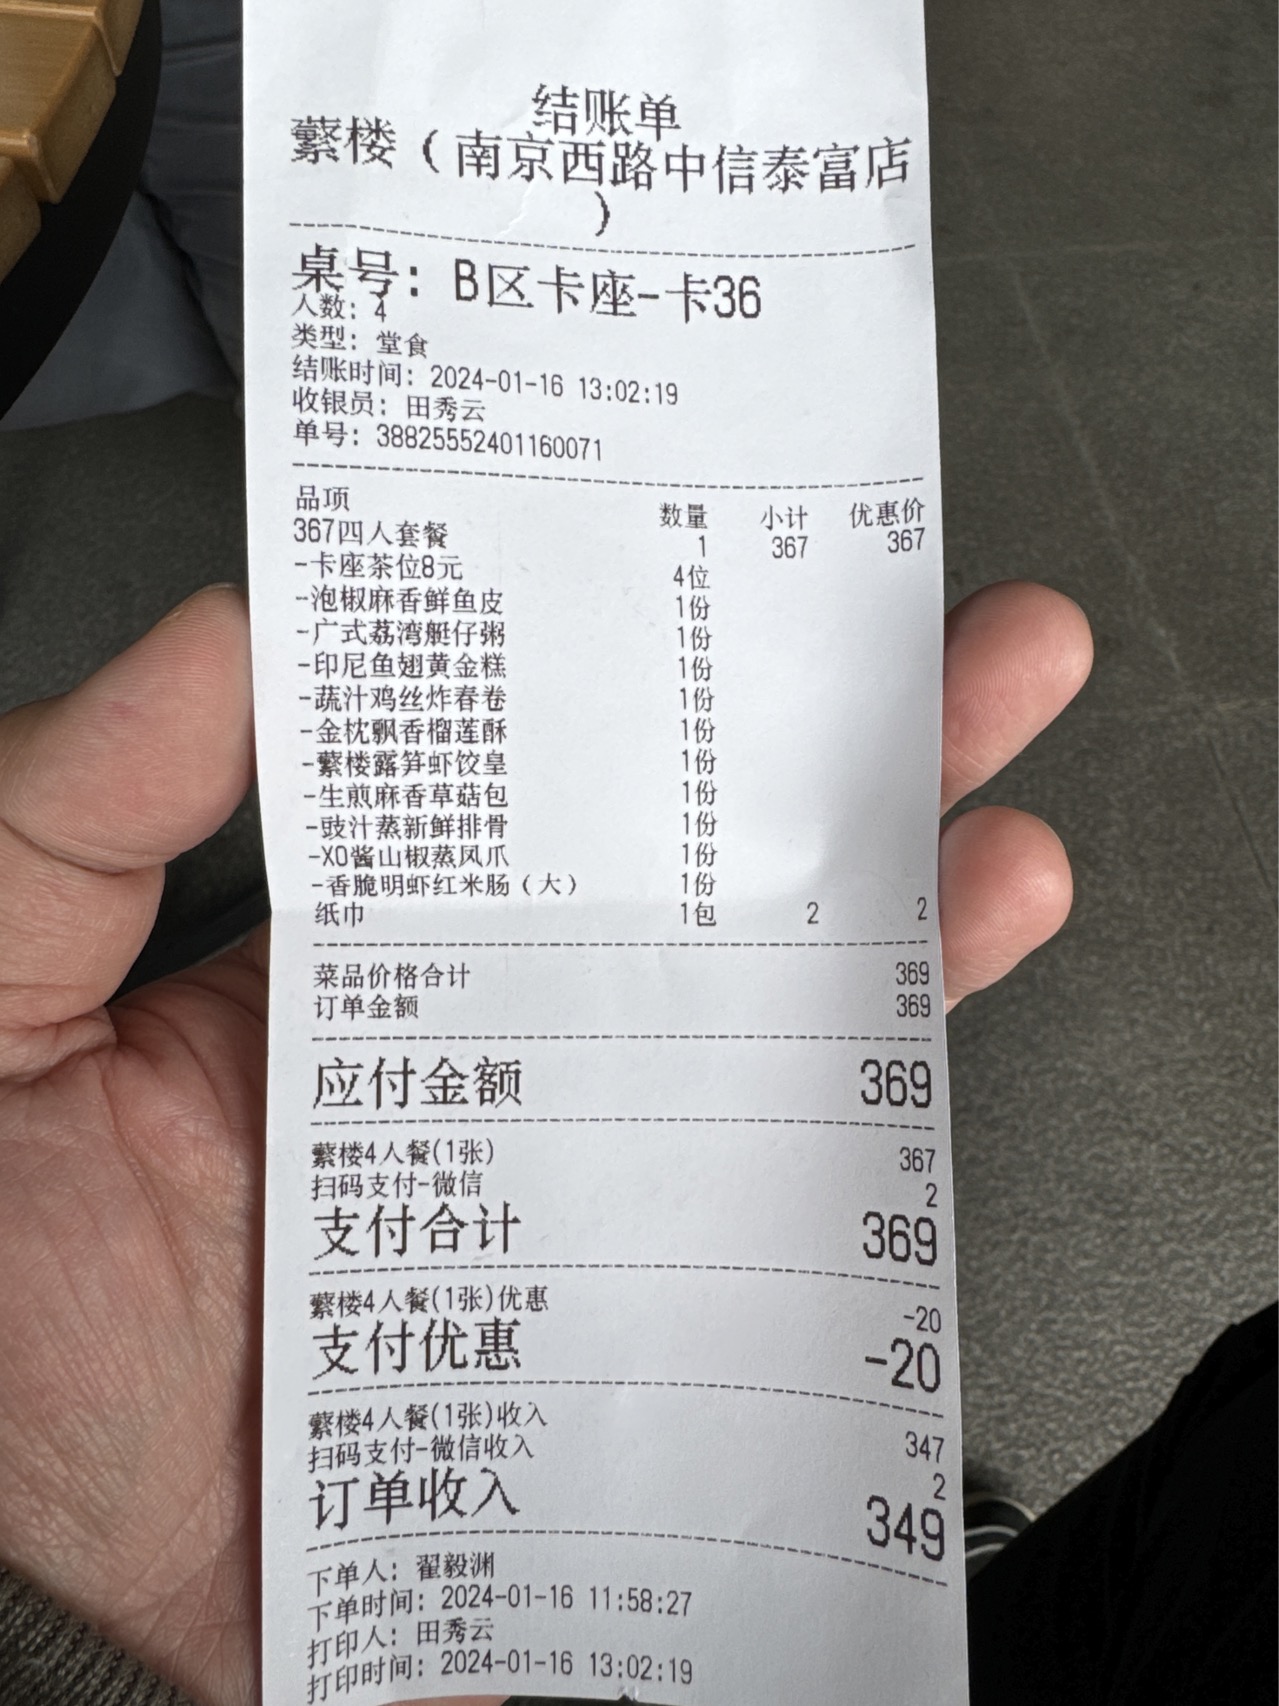 结账单
蘩楼（南京西路中信泰富店
）
桌号：B区卡座-卡36
人数：4
类型：堂食
结账时间：2024-01-16 13:02:19
收银员：田秀云
单号：38825552401160071
品项 数量 小计 优惠价
367四人套餐 1 367 367
-卡座茶位8元 4位
-泡椒麻香鲜鱼皮 1份
-广式荔湾艇仔粥 1份
-印尼鱼翅黄金糕 1份
-蔬汁鸡丝炸春卷 1份
-金枕飘香榴莲酥 1份
-蘩楼露笋虾饺皇 1份
-生煎麻香草菇包 1份
-豉汁蒸新鲜排骨 1份
-XO酱山椒蒸凤爪 1份
-香脆明虾红米肠（大） 1份
纸巾 1包 2 2
菜品价格合计 369
订单金额 369
应付金额 369
蘩楼4人餐(1张) 367
扫码支付-微信 2
支付合计 369
蘩楼4人餐(1张)优惠 -20
支付优惠 -20
蘩楼4人餐(1张)收入 347
扫码支付-微信收入 2
订单收入 349
下单人：翟毅渊
下单时间：2024-01-16 11:58:27
打印人：田秀云
打印时间：2024-01-16 13:02:19